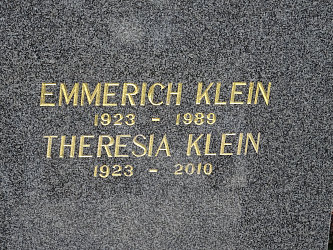 EMMERICH KLEIN
1923 - 1989
THERESIA KLEIN
1923 - 2010